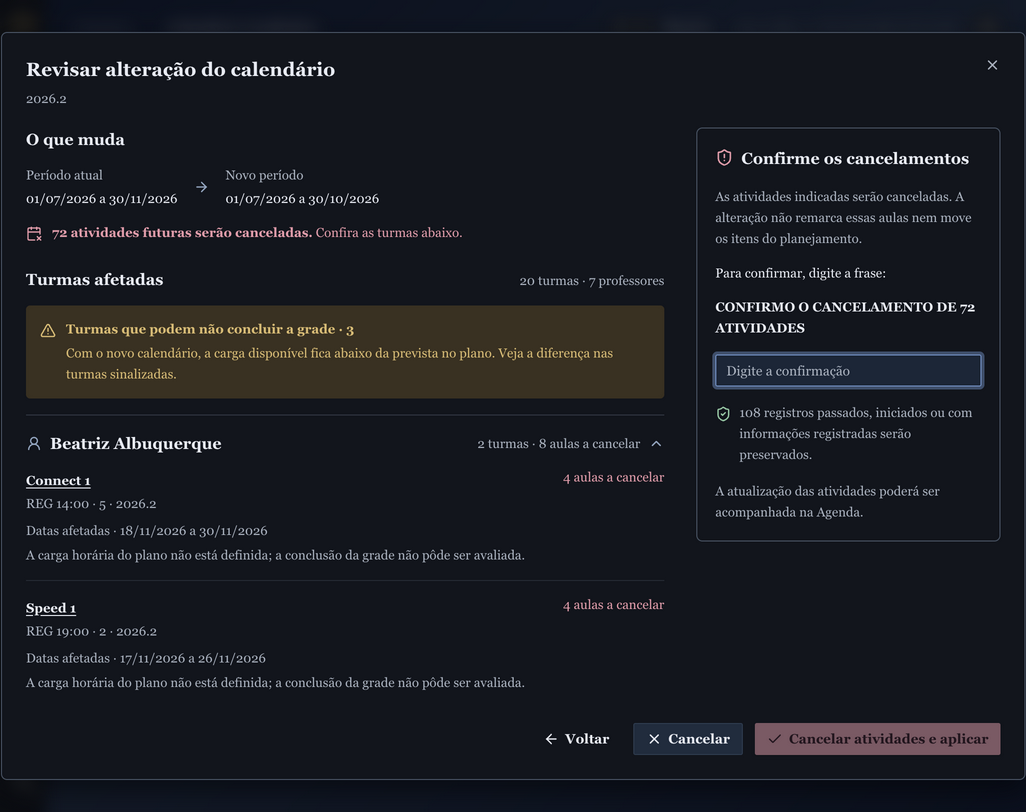 Revisar alteração do calendário
2026.2
O que muda
Período atual
01/07/2026 a 30/11/2026
Novo período
01/07/2026 a 30/10/2026
72 atividades futuras serão canceladas. Confira as turmas abaixo.
Turmas afetadas
20 turmas · 7 professores
Turmas que podem não concluir a grade · 3
Com o novo calendário, a carga disponível fica abaixo da prevista no plano. Veja a diferença nas
turmas sinalizadas.
Beatriz Albuquerque
2 turmas · 8 aulas a cancelar
Connect 1
4 aulas a cancelar
REG 14:00 · 5 · 2026.2
Datas afetadas · 18/11/2026 a 30/11/2026
A carga horária do plano não está definida; a conclusão da grade não pôde ser avaliada.
Speed 1
4 aulas a cancelar
REG 19:00 · 2 · 2026.2
Datas afetadas · 17/11/2026 a 26/11/2026
A carga horária do plano não está definida; a conclusão da grade não pôde ser avaliada.
Confirme os cancelamentos
As atividades indicadas serão canceladas. A
alteração não remarca essas aulas nem move
os itens do planejamento.
Para confirmar, digite a frase:
CONFIRMO O CANCELAMENTO DE 72
ATIVIDADES
Digite a confirmação
108 registros passados, iniciados ou com
informações registradas serão
preservados.
A atualização das atividades poderá ser
acompanhada na Agenda.
Voltar
Cancelar
Cancelar atividades e aplicar